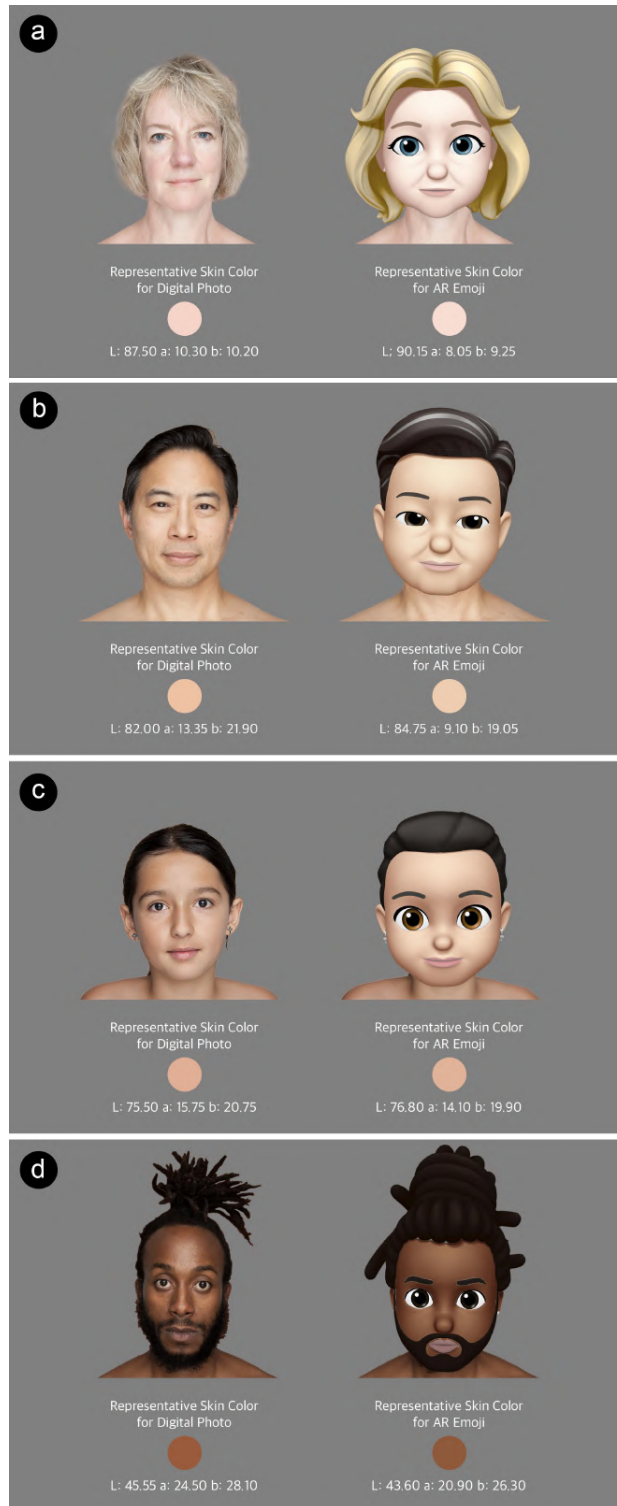 a
Representative Skin Color
for Digital Photo
L: 87.50 a: 10.30 b: 10.20
Representative Skin Color
for AR Emoji
L: 90.15 a: 8.05 b: 9.25
b
Representative Skin Color
for Digital Photo
L: 82.00 a: 13.35 b: 21.90
Representative Skin Color
for AR Emoji
L: 84.75 a: 9.10 b: 19.05
c
Representative Skin Color
for Digital Photo
L: 75.50 a: 15.75 b: 20.75
Representative Skin Color
for AR Emoji
L: 76.80 a: 14.10 b: 19.90
d
Representative Skin Color
for Digital Photo
L: 45.55 a: 24.50 b: 28.10
Representative Skin Color
for AR Emoji
L: 43.60 a: 20.90 b: 26.30